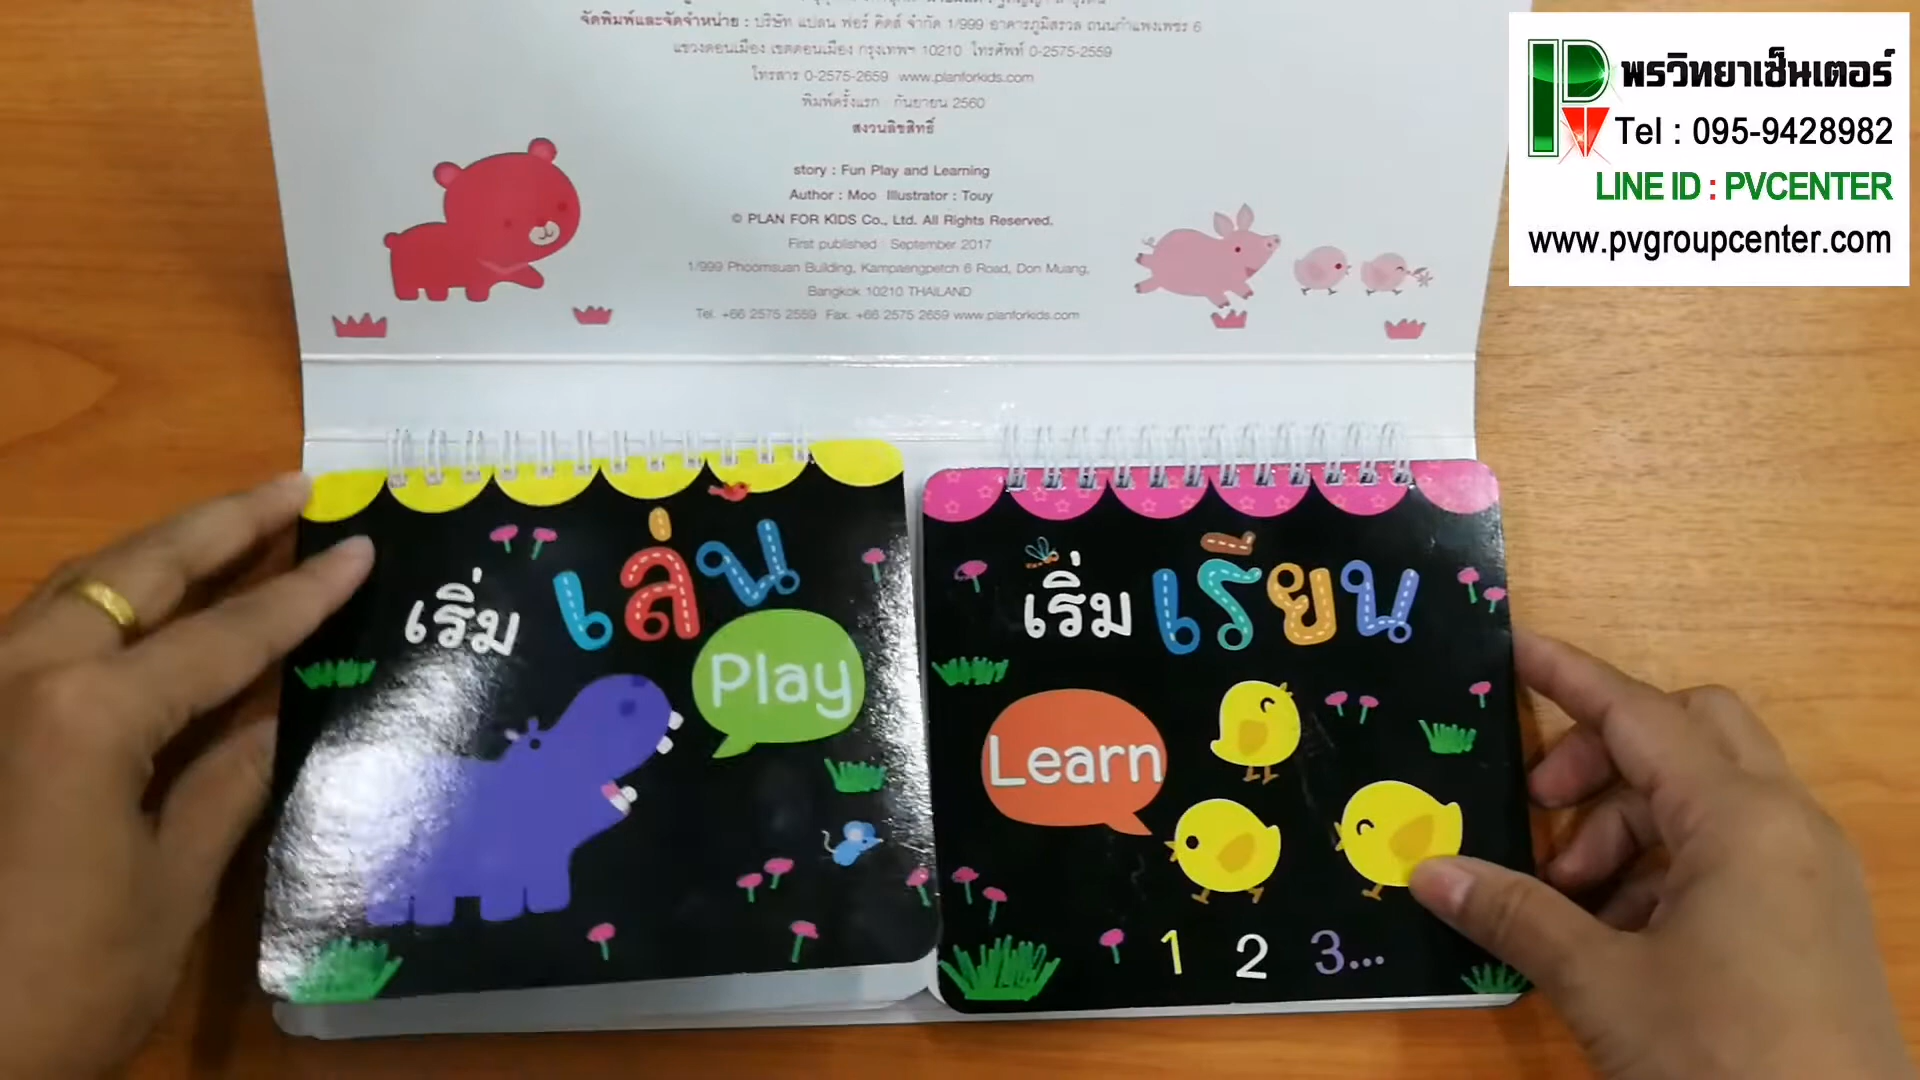 จัดพิมพ์และจัดจำหน่าย : บริษัท แปลน ฟอร์ คิดส์ จำกัด 1/999 อาคารภูมิสรวล ถนนกำแพงเพชร 6
แขวงดอนเมือง เขตดอนเมือง กรุงเทพฯ 10210 โทรศัพท์ 0-2575-2559
โทรสาร 0-2575-2659 www.planforkids.com
พิมพ์ครั้งแรก กันยายน 2560
สงวนลิขสิทธิ์
story : Fun Play and Learning
Author : Moo Illustrator : Touy
© PLAN FOR KIDS Co., Ltd. All Rights Reserved.
First published September 2017
1/999 Phoomsuan Building, Kampaengpetch 6 Road, Don Muang,
Bangkok 10210 THAILAND
Tel. +66 2575 2559 Fax. +66 2575 2659 www.planforkids.com
พรวิทยาเซ็นเตอร์
Tel : 095-9428982
LINE ID : PVCENTER
www.pvgroupcenter.com
เริ่ม เล่น
Play
เริ่ม เรียน
Learn
1 2 3...